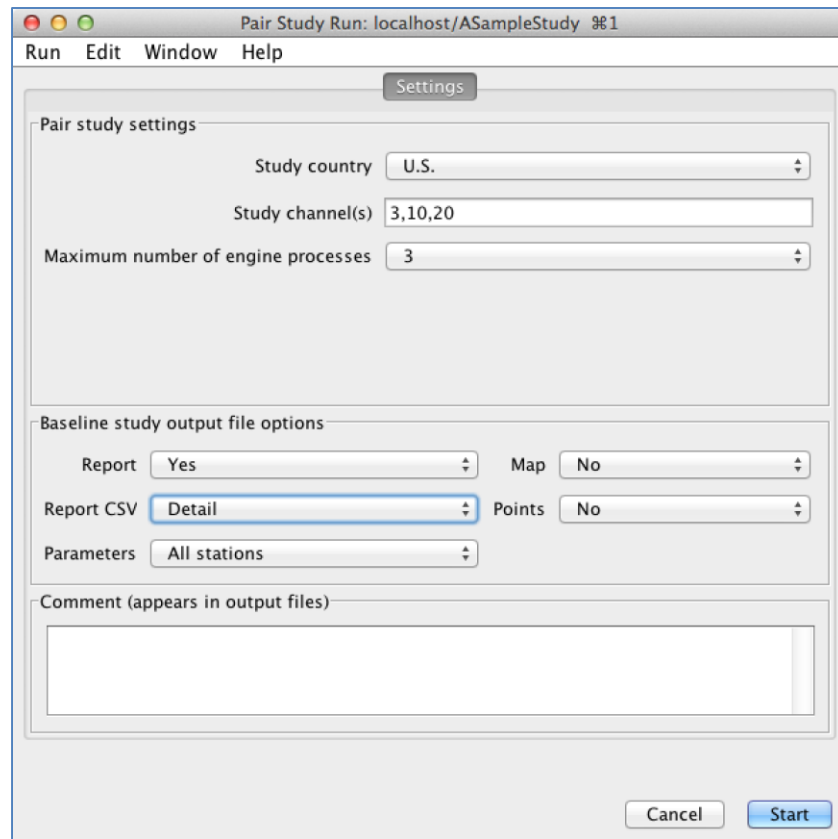 Pair Study Run: localhost/ASampleStudy ⌘1
Run Edit Window Help
Settings
Pair study settings
Study country U.S.
Study channel(s) 3,10,20
Maximum number of engine processes 3
Baseline study output file options
Report Yes Map No
Report CSV Detail Points No
Parameters All stations
Comment (appears in output files)
Cancel Start